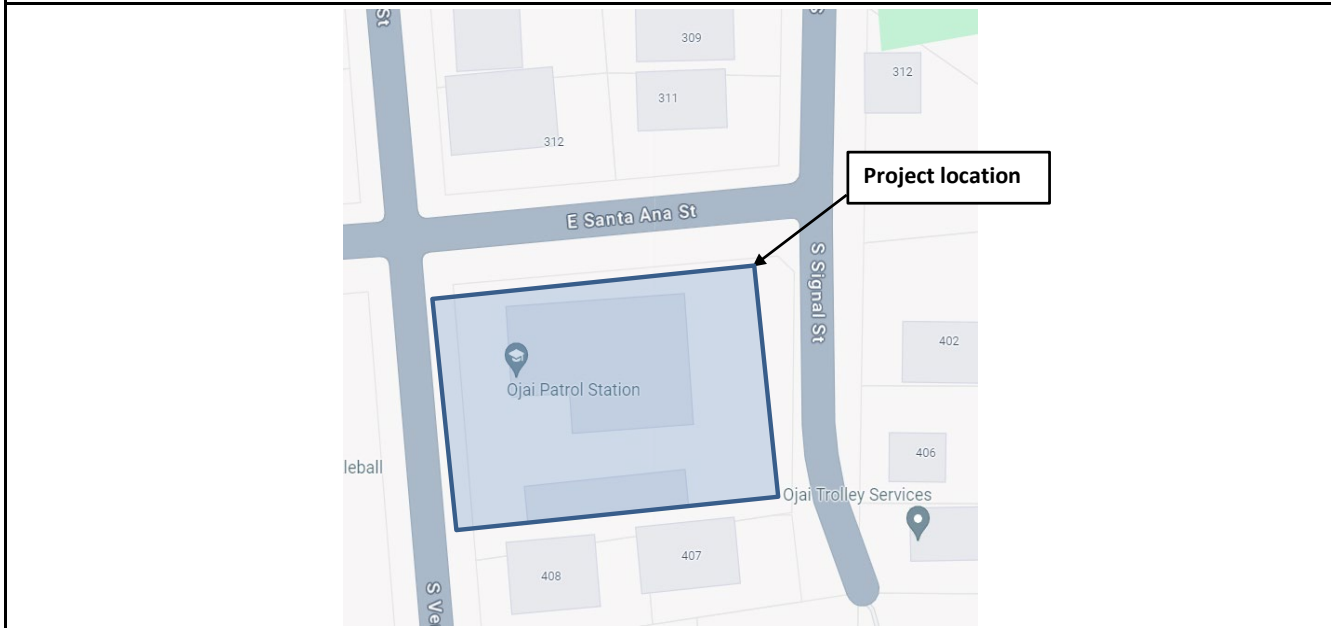 St
S
309
312
311
312
Project location
E Santa Ana St
S Signal St
402
Ojai Patrol Station
leball
406
Ojai Trolley Services
407
408
S Ve